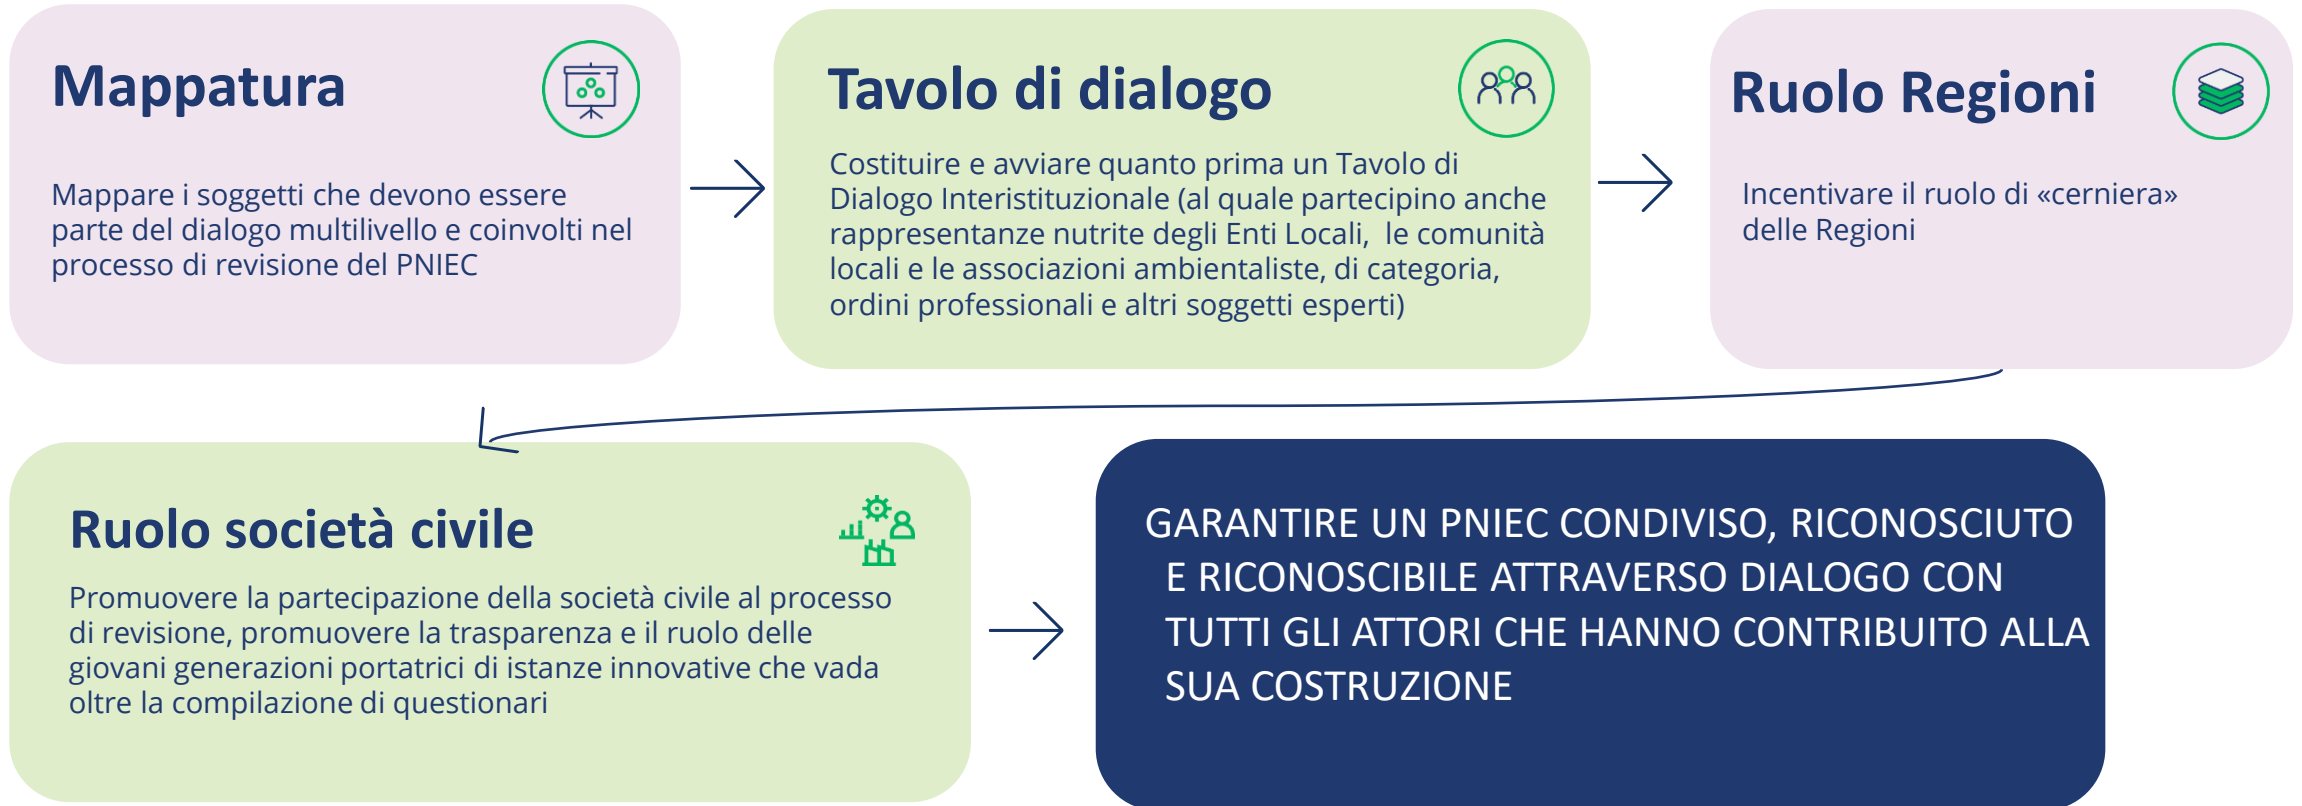 Mappatura
Mappare i soggetti che devono essere
parte del dialogo multilivello e coinvolti nel
processo di revisione del PNIEC
Tavolo di dialogo
Costituire e avviare quanto prima un Tavolo di
Dialogo Interistituzionale (al quale partecipino anche
rappresentanze nutrite degli Enti Locali, le comunità
locali e le associazioni ambientaliste, di categoria,
ordini professionali e altri soggetti esperti)
Ruolo Regioni
Incentivare il ruolo di «cerniera»
delle Regioni
Ruolo società civile
Promuovere la partecipazione della società civile al processo
di revisione, promuovere la trasparenza e il ruolo delle
giovani generazioni portatrici di istanze innovative che vada
oltre la compilazione di questionari
GARANTIRE UN PNIEC CONDIVISO, RICONOSCIUTO
E RICONOSCIBILE ATTRAVERSO DIALOGO CON
TUTTI GLI ATTORI CHE HANNO CONTRIBUITO ALLA
SUA COSTRUZIONE